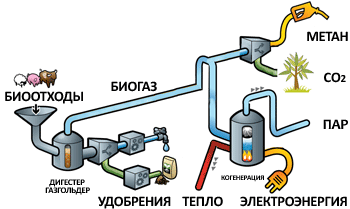 МЕТАН
CO₂
БИОГАЗ
БИООТХОДЫ
ПАР
ДИГЕСТЕР
ГАЗГОЛЬДЕР
КОГЕНЕРАЦИЯ
УДОБРЕНИЯ
ТЕПЛО
ЭЛЕКТРОЭНЕРГИЯ